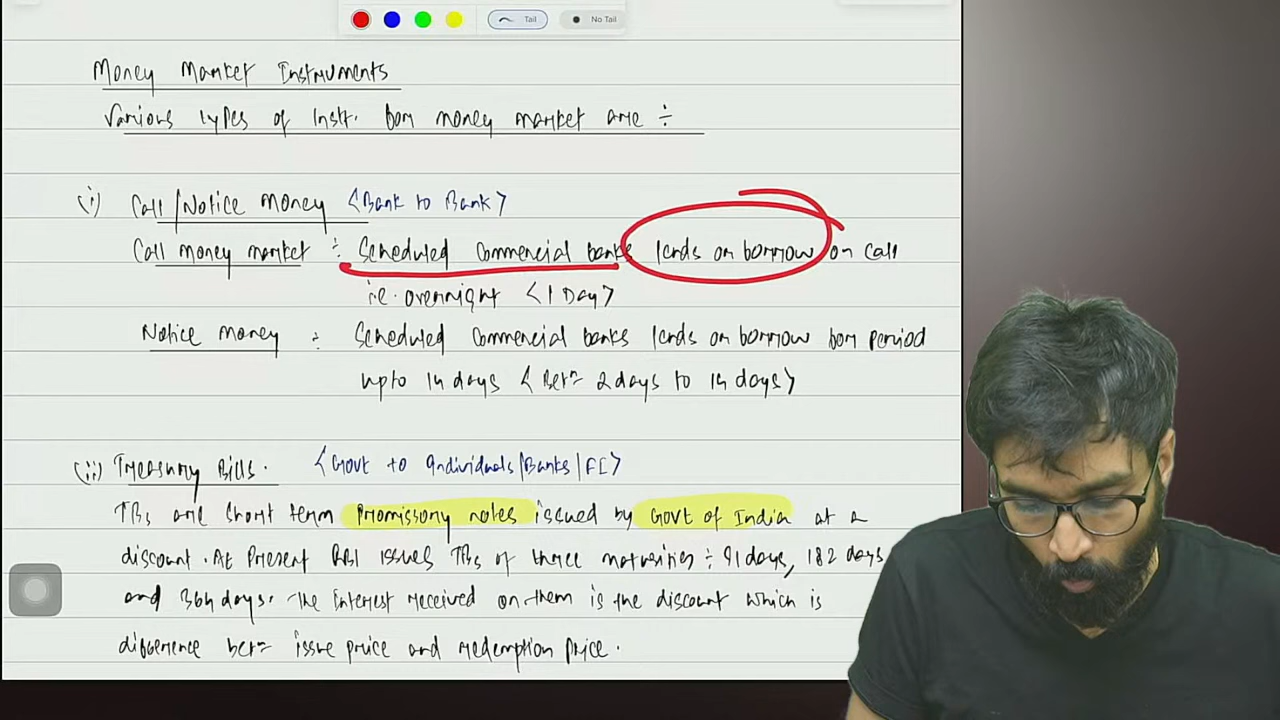 Tail
No Tail
Money Market Instruments
Various types of Instr. for money market are ÷
(i) Call/Notice Money <Bank to Bank>
Call money market ÷ Scheduled Commercial banks lends or borrow on call
i.e. overnight <1 Day>
Notice Money ÷ Scheduled Commercial banks lends or borrow for period
upto 14 days <Betn 2 days to 14 days>
(ii) Treasury Bills. <Govt to Individuals/Banks/FI>
TBs are short term Promissory notes issued by Govt of India at a
discount. At Present RBI issues TBs of three maturities ÷ 91 days, 182 days
and 364 days. The Interest received on them is the discount which is
difference betn issue price and redemption price.